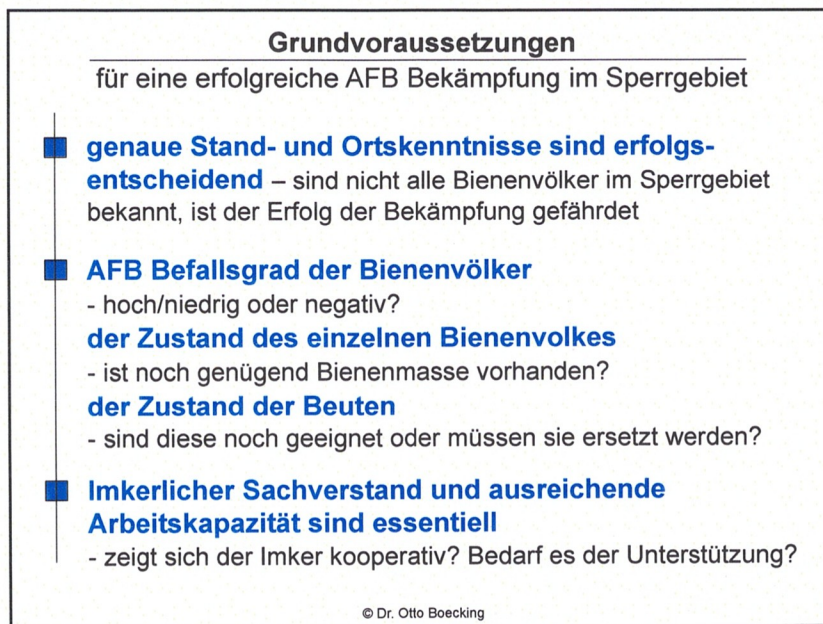 Grundvoraussetzungen
für eine erfolgreiche AFB Bekämpfung im Sperrgebiet
genaue Stand- und Ortskenntnisse sind erfolgs-
entscheidend – sind nicht alle Bienenvölker im Sperrgebiet
bekannt, ist der Erfolg der Bekämpfung gefährdet
AFB Befallsgrad der Bienenvölker
- hoch/niedrig oder negativ?
der Zustand des einzelnen Bienenvolkes
- ist noch genügend Bienenmasse vorhanden?
der Zustand der Beuten
- sind diese noch geeignet oder müssen sie ersetzt werden?
Imkerlicher Sachverstand und ausreichende
Arbeitskapazität sind essentiell
- zeigt sich der Imker kooperativ? Bedarf es der Unterstützung?
© Dr. Otto Boecking